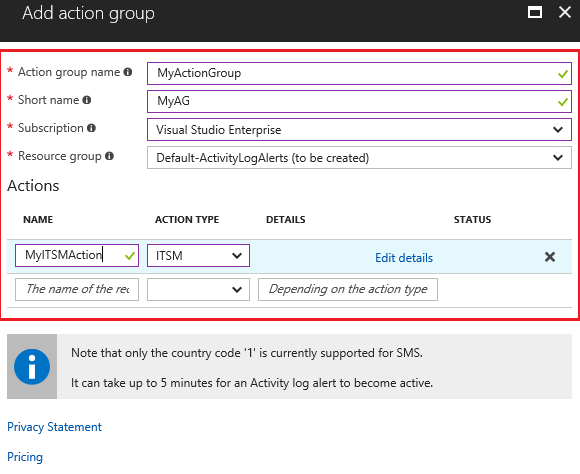 Add action group
* Action group name MyActionGroup
* Short name MyAG
* Subscription Visual Studio Enterprise
* Resource group Default-ActivityLogAlerts (to be created)
Actions
NAME ACTION TYPE DETAILS STATUS
MyITSMAction ITSM Edit details
The name of the rec Depending on the action type
Note that only the country code '1' is currently supported for SMS.
It can take up to 5 minutes for an Activity log alert to become active.
Privacy Statement
Pricing